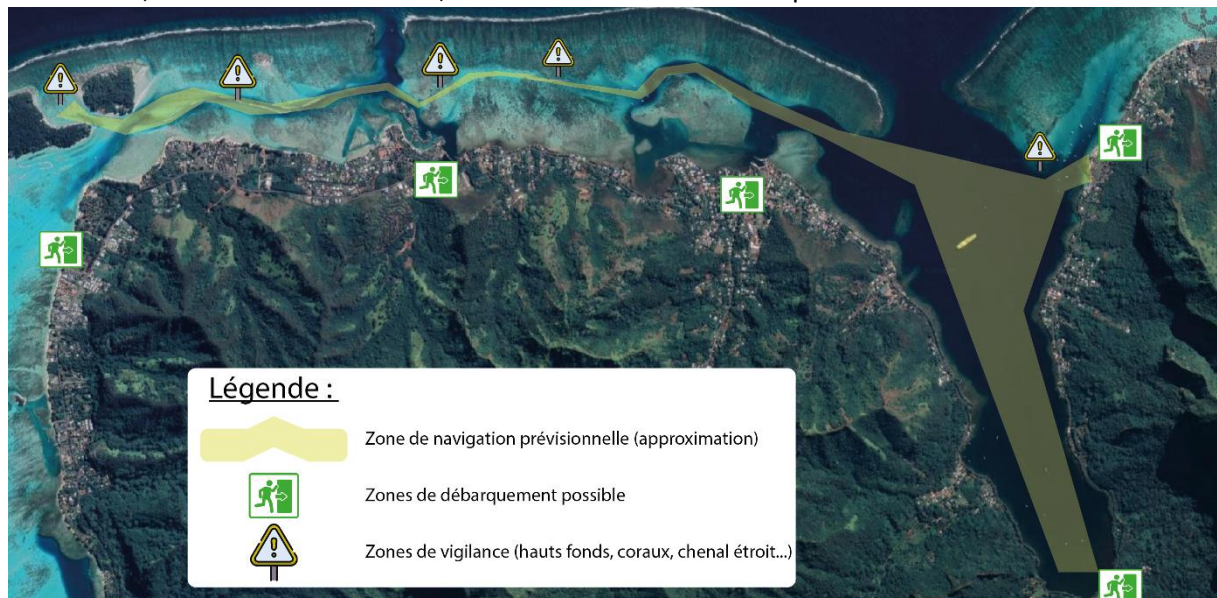 Légende :
Zone de navigation prévisionnelle (approximation)
Zones de débarquement possible
Zones de vigilance (hauts fonds, coraux, chenal étroit...)